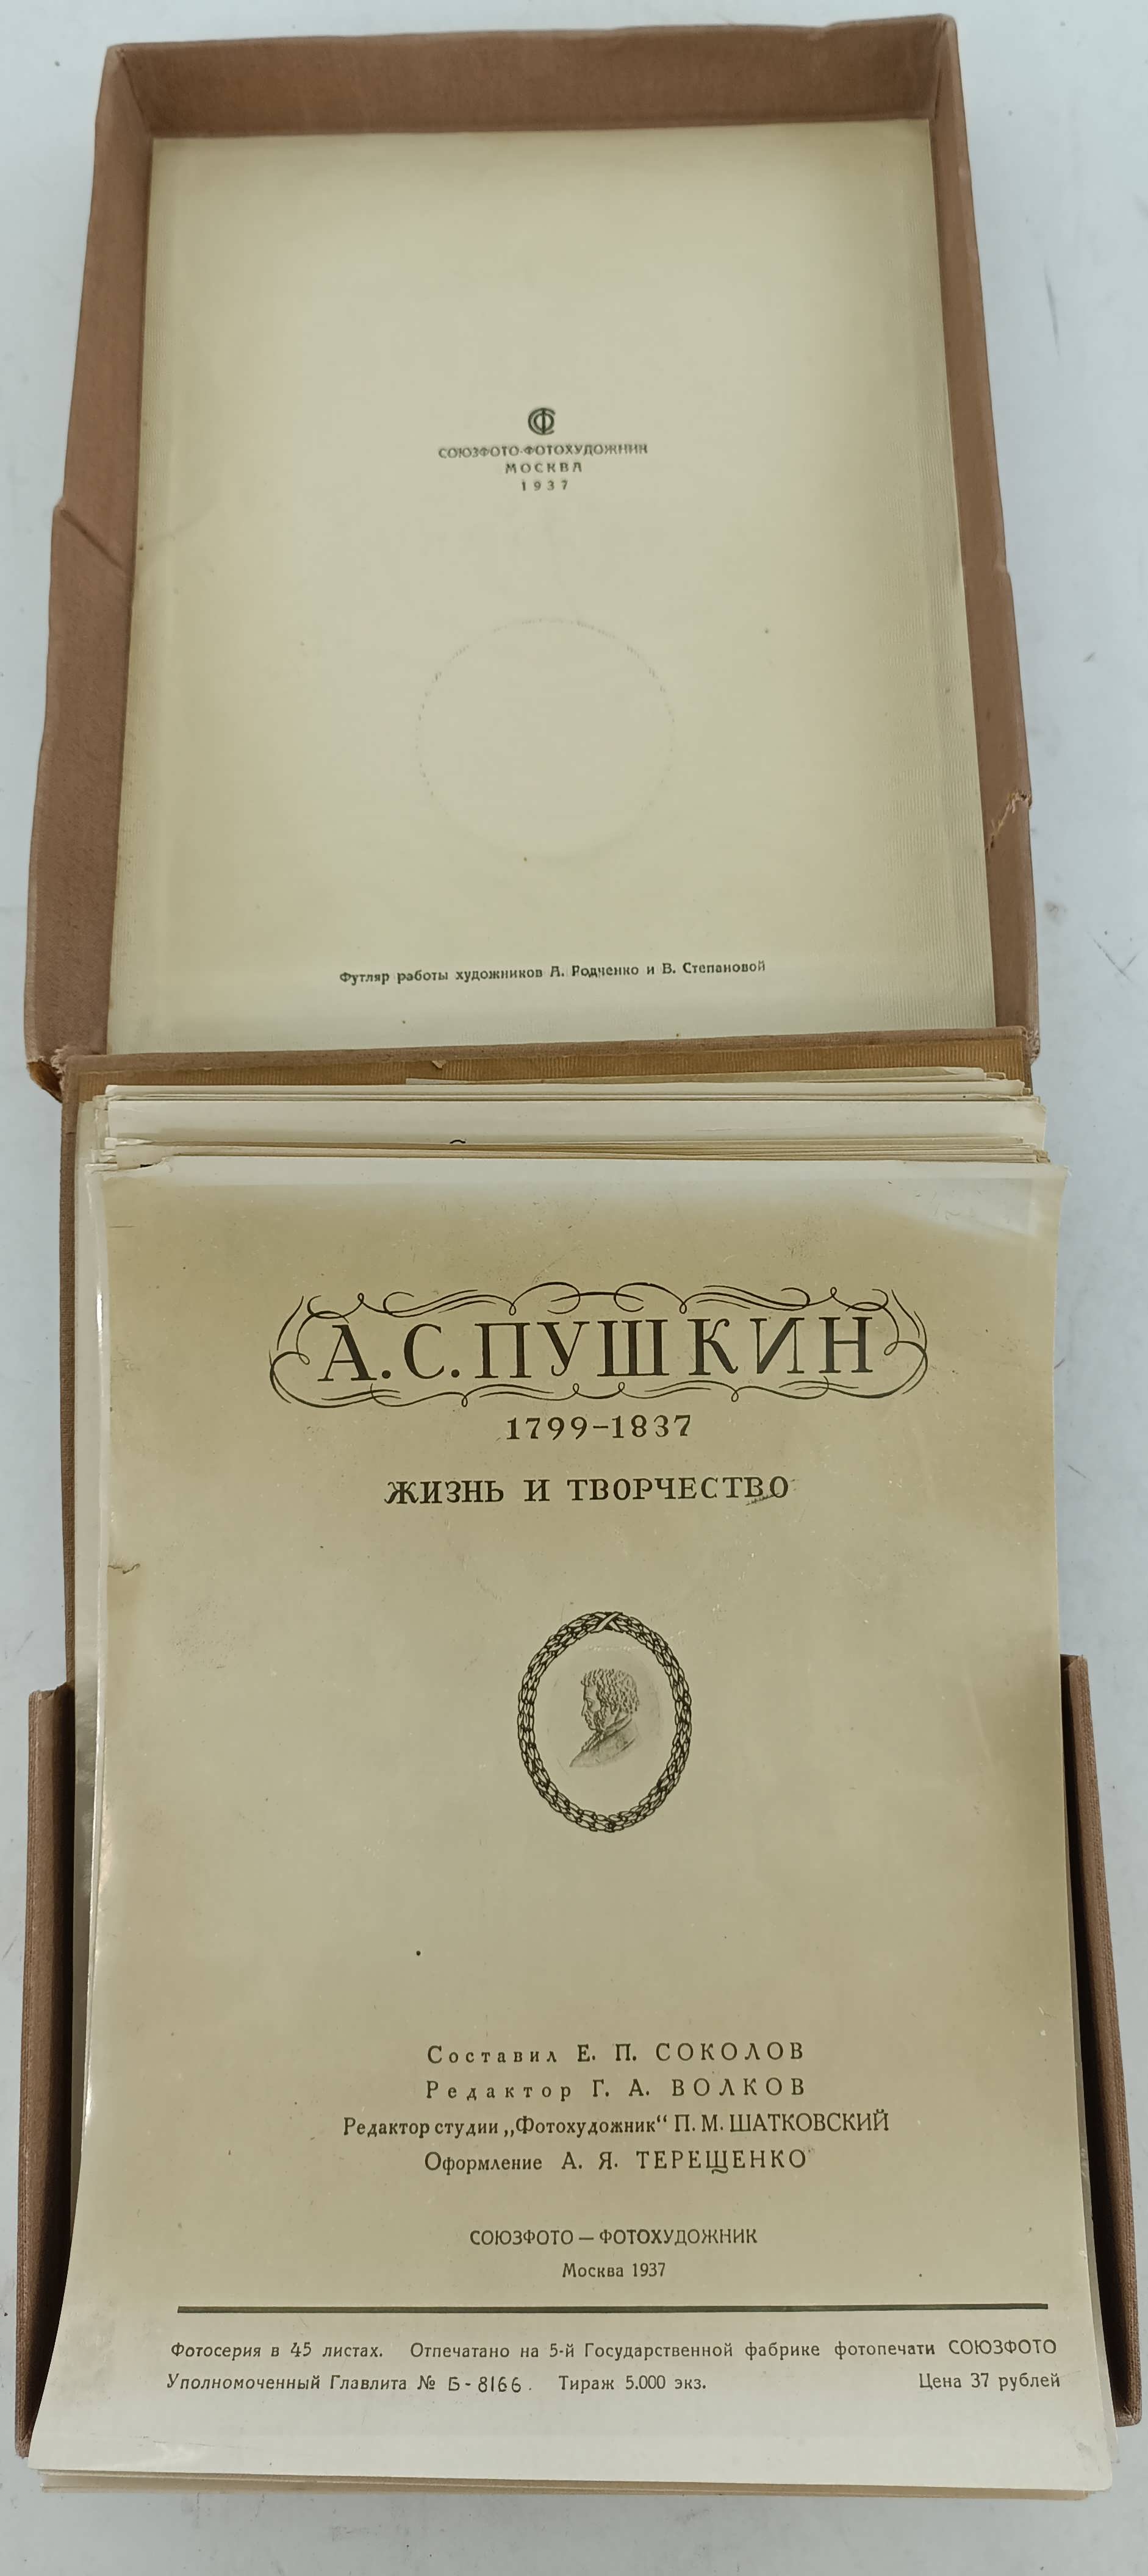 СОЮЗФОТО-ФОТОХУДОЖНИК
МОСКВА
1937
Футляр работы художников А. Родченко и В. Степановой
А.С.ПУШКИН
1799-1837
ЖИЗНЬ И ТВОРЧЕСТВО
Составил Е. П. СОКОЛОВ
Редактор Г. А. ВОЛКОВ
Редактор студии „Фотохудожник“ П. М. ШАТКОВСКИЙ
Оформление А. Я. ТЕРЕЩЕНКО
СОЮЗФОТО — ФОТОХУДОЖНИК
Москва 1937
Фотосерия в 45 листах. Отпечатано на 5-й Государственной фабрике фотопечати СОЮЗФОТО
Уполномоченный Главлита № Б-8166. Тираж 5.000 экз. Цена 37 рублей